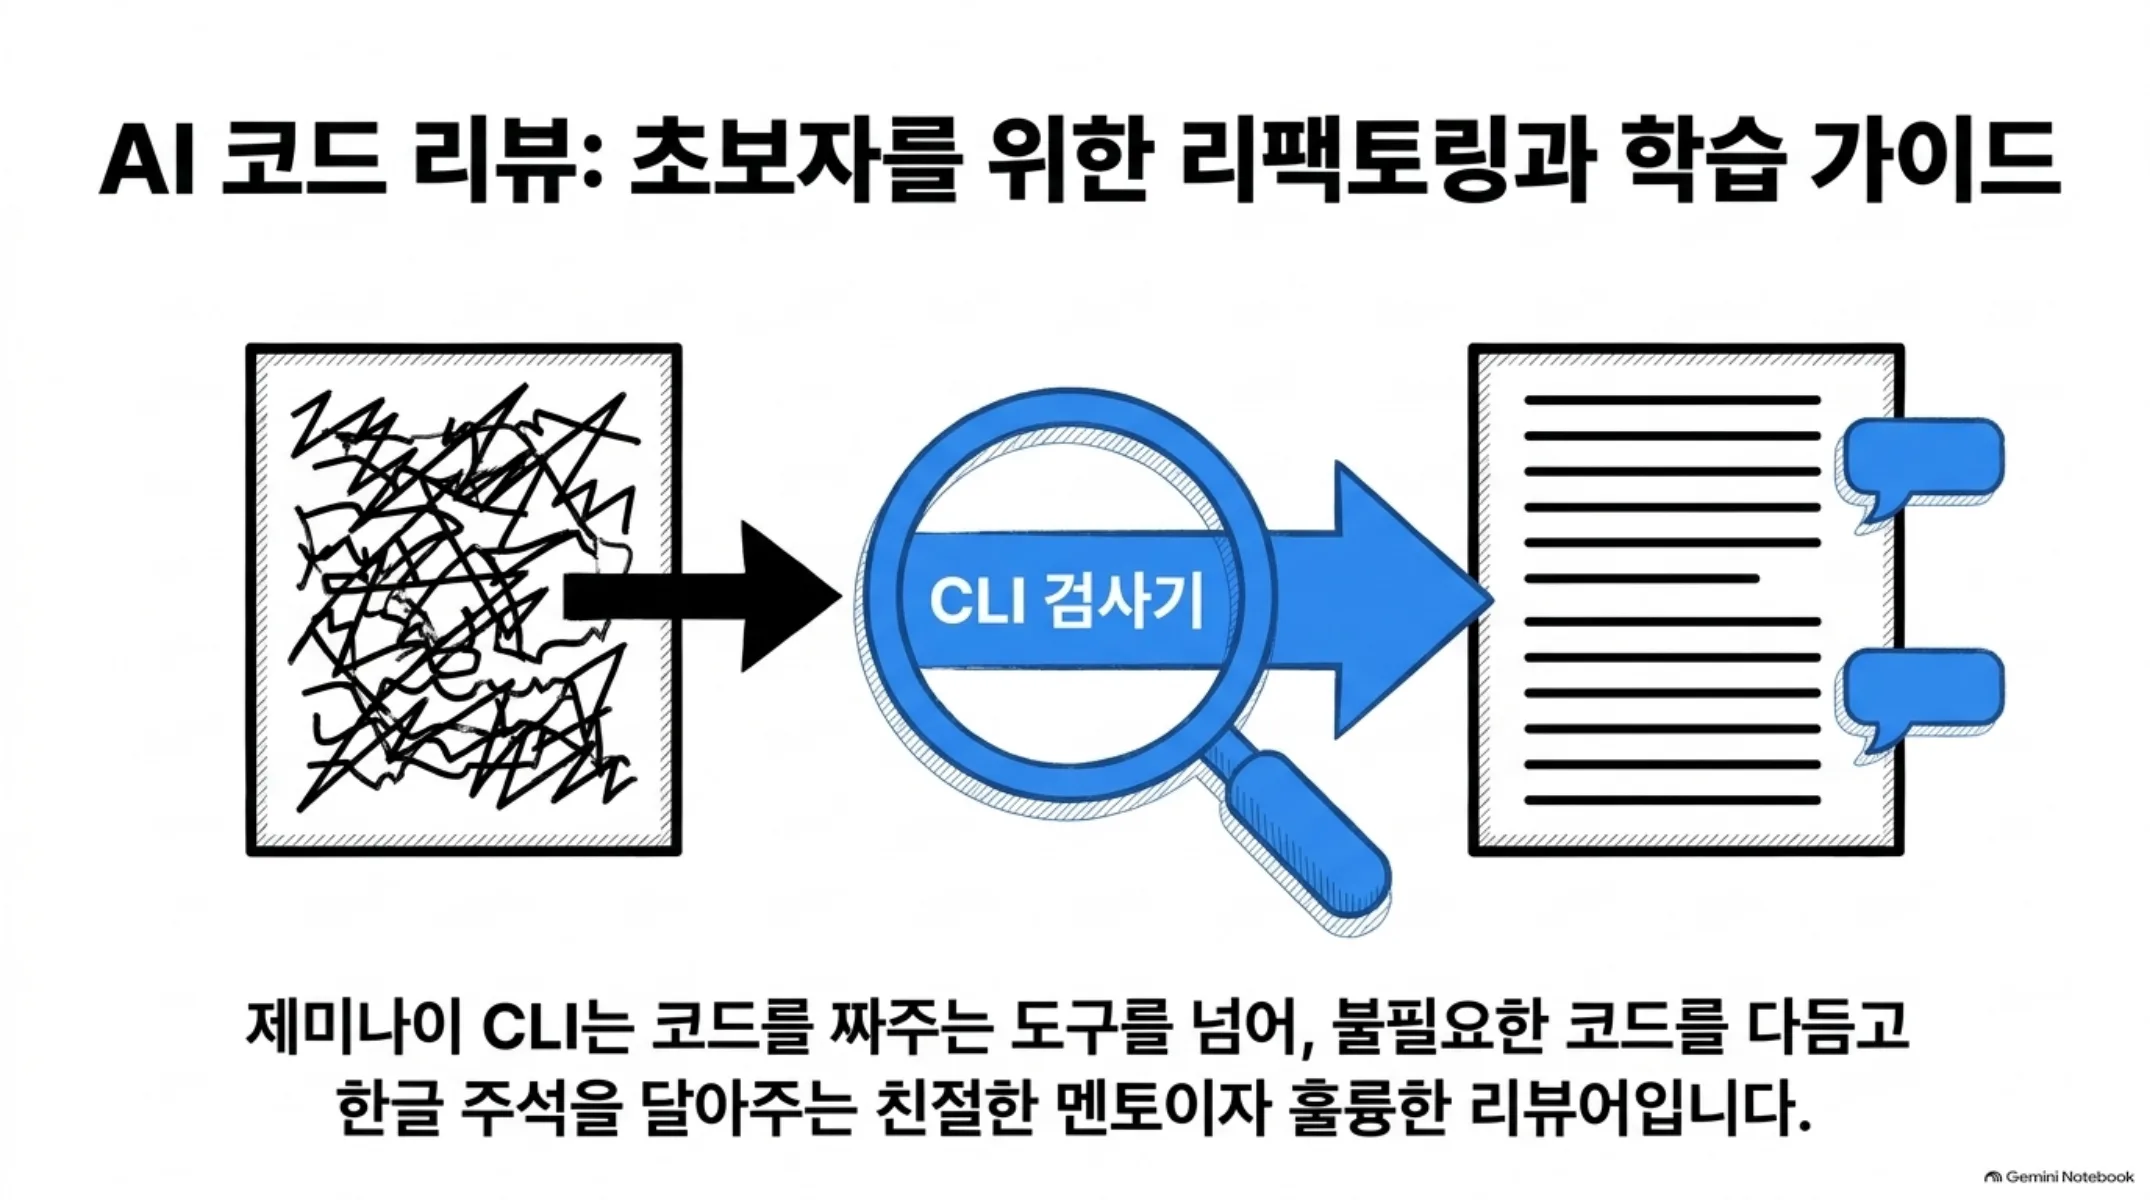 AI 코드 리뷰: 초보자를 위한 리팩토링과 학습 가이드
CLI 검사기
제미나이 CLI는 코드를 짜주는 도구를 넘어, 불필요한 코드를 다듬고
한글 주석을 달아주는 친절한 멘토이자 훌륭한 리뷰어입니다.
Gemini Notebook